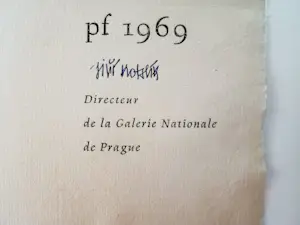 pf 1969
Jiří Kotalík
Directeur
de la Galerie Nationale
de Prague